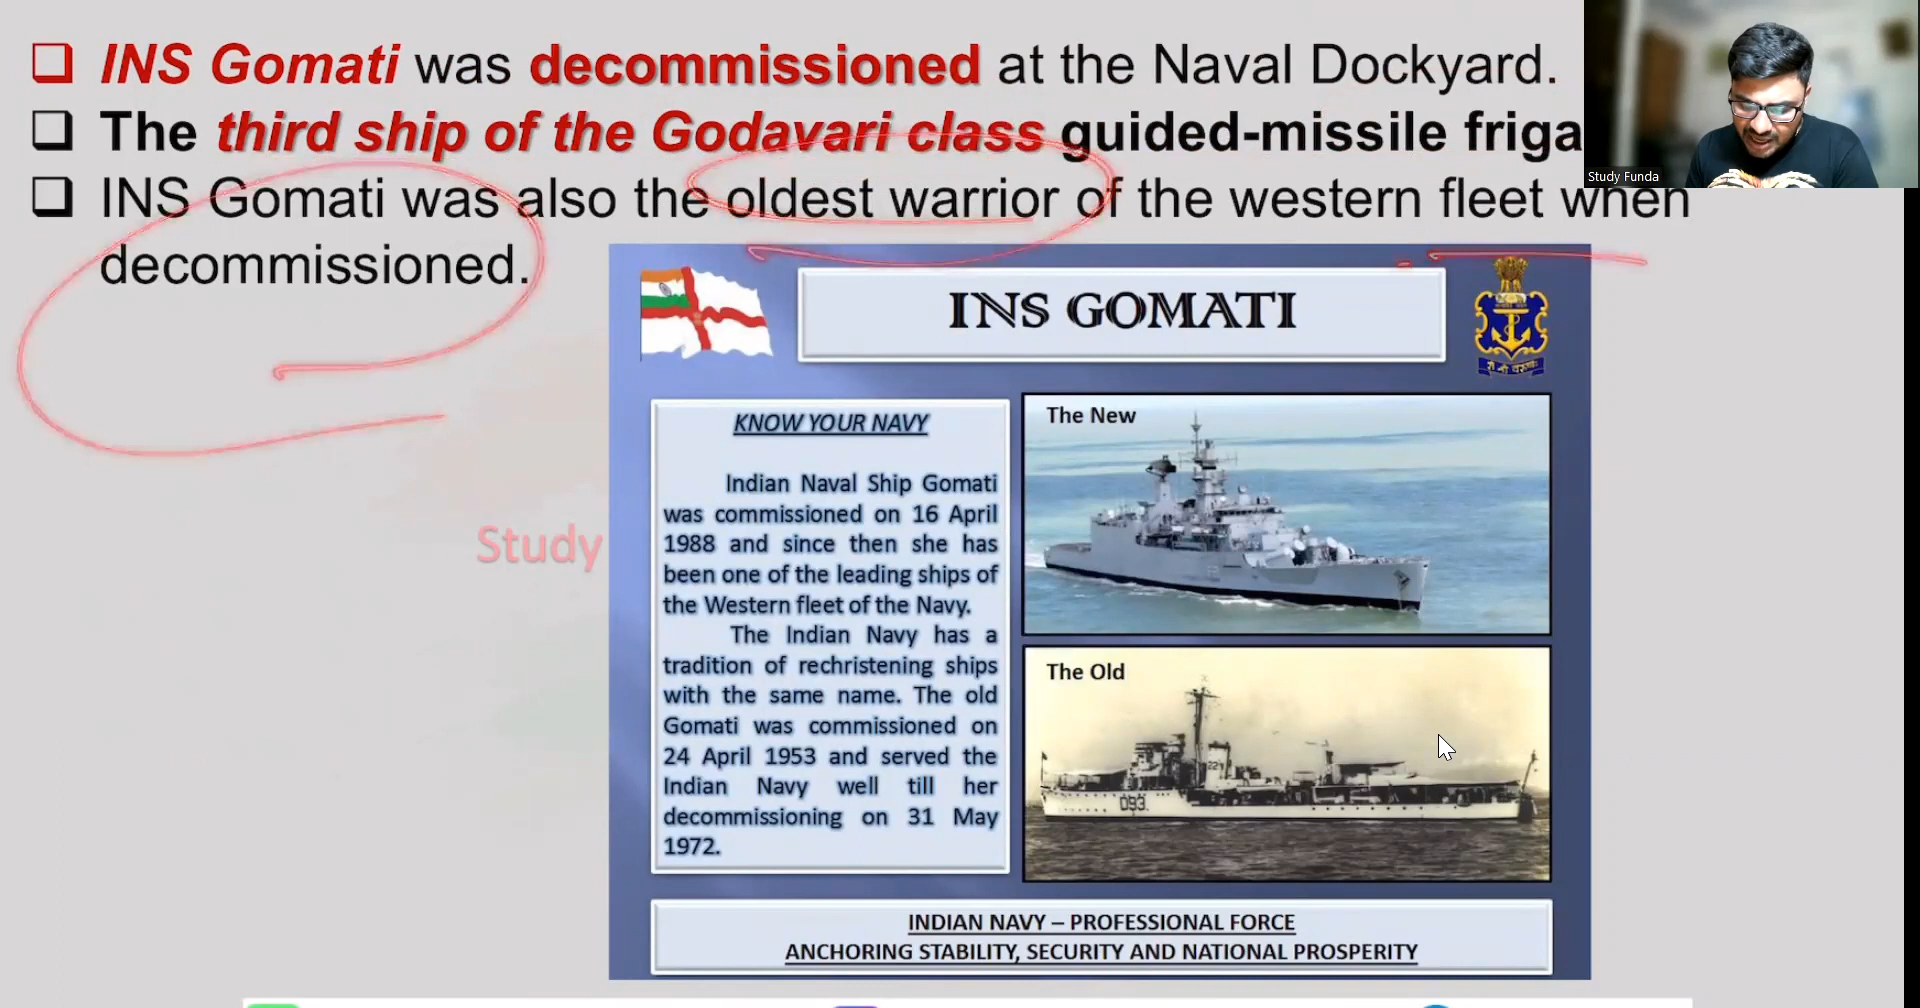 INS Gomati was decommissioned at the Naval Dockyard.
The third ship of the Godavari class guided-missile friga
INS Gomati was also the oldest warrior of the western fleet when
decommissioned.
Study Funda
INS GOMATI
KNOW YOUR NAVY
Indian Naval Ship Gomati
was commissioned on 16 April
1988 and since then she has
been one of the leading ships of
the Western fleet of the Navy.
The Indian Navy has a
tradition of rechristening ships
with the same name. The old
Gomati was commissioned on
24 April 1953 and served the
Indian Navy well till her
decommissioning on 31 May
1972.
The New
The Old
D93
Study
INDIAN NAVY – PROFESSIONAL FORCE
ANCHORING STABILITY, SECURITY AND NATIONAL PROSPERITY